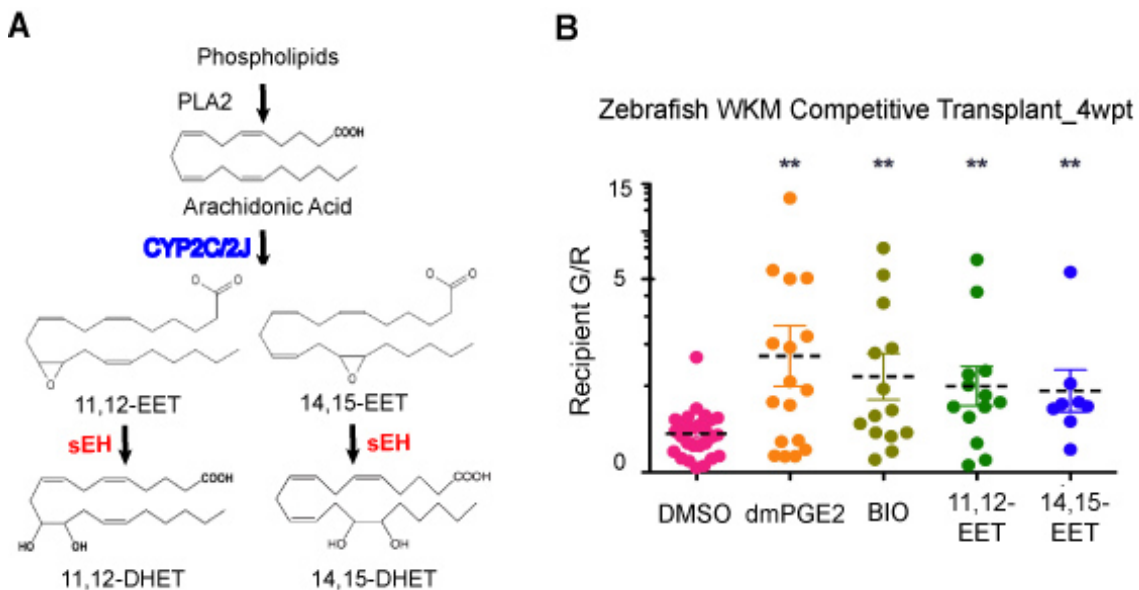 A
Phospholipids
PLA2
COOH
Arachidonic Acid
CYP2C/2J
O
O
O
O
O
O
11,12-EET
14,15-EET
sEH
sEH
COOH
COOH
HO
OH
HO
OH
11,12-DHET
14,15-DHET
B
Zebrafish WKM Competitive Transplant_4wpt
**
**
**
**
15
5
0
Recipient G/R
DMSO
dmPGE2
BIO
11,12-
EET
14,15-
EET